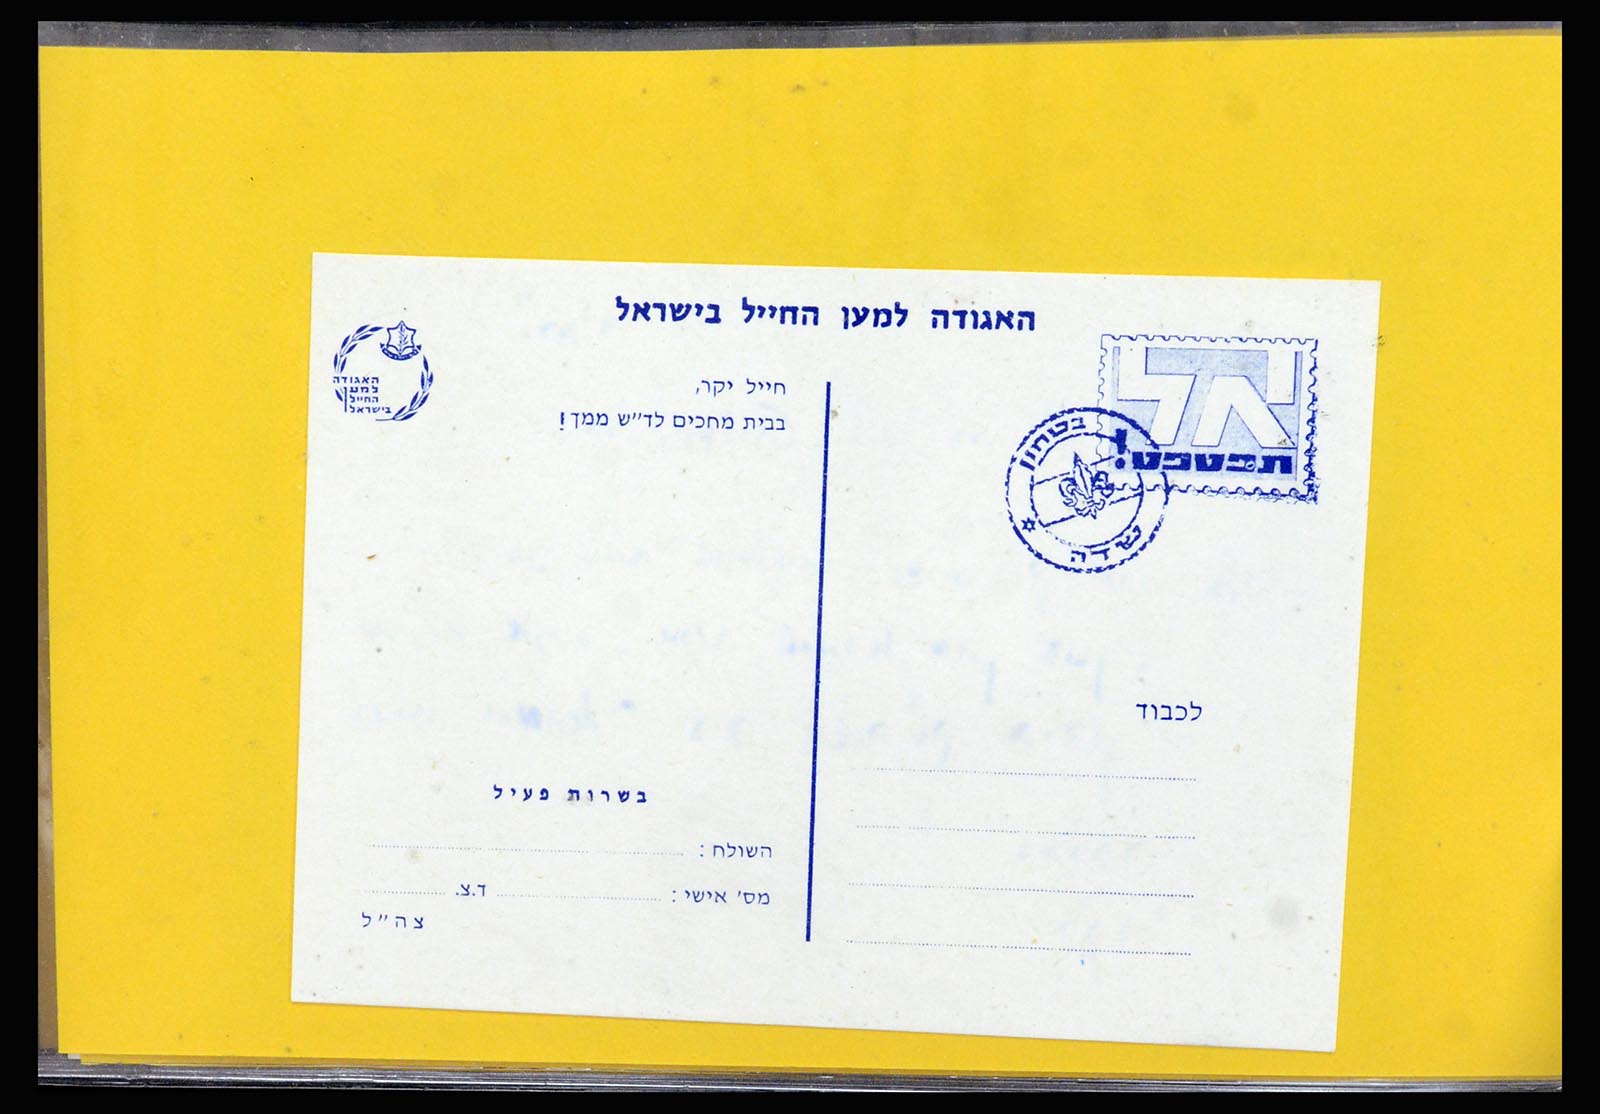 האגודה למען החייל בישראל
האגודה
למען
החייל
בישראל
חייל יקר,
בבית מחכים לד״ש ממך!
אל
תפטפט!
בטחון
שדה
לכבוד
בשרות פעיל
השולח :
מס׳ אישי : ד.צ.
צה״ל